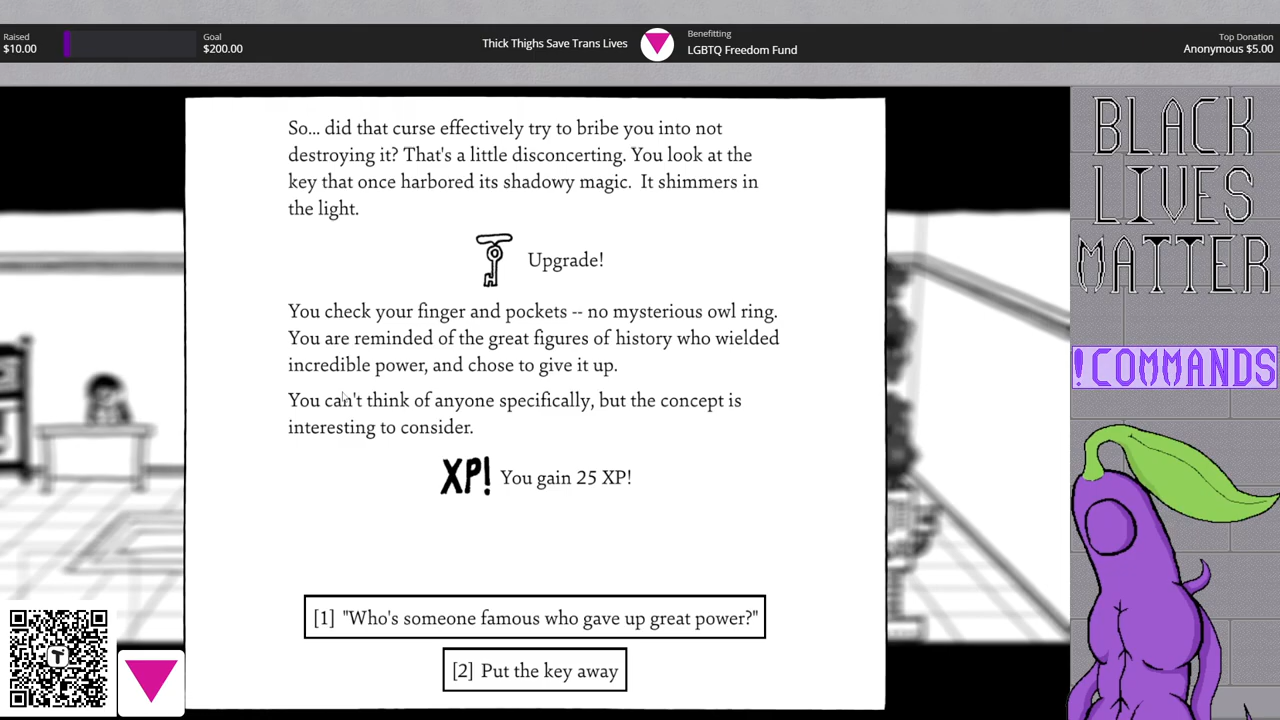 Raised
$10.00
Goal
$200.00
Thick Thighs Save Trans Lives
Benefitting
LGBTQ Freedom Fund
Top Donation
Anonymous $5.00
So... did that curse effectively try to bribe you into not
destroying it? That's a little disconcerting. You look at the
key that once harbored its shadowy magic.  It shimmers in
the light.
Upgrade!
You check your finger and pockets -- no mysterious owl ring.
You are reminded of the great figures of history who wielded
incredible power, and chose to give it up.
You can't think of anyone specifically, but the concept is
interesting to consider.
XP! You gain 25 XP!
[1] "Who's someone famous who gave up great power?"
[2] Put the key away
BLACK
LIVES
MATTER
!COMMANDS
T